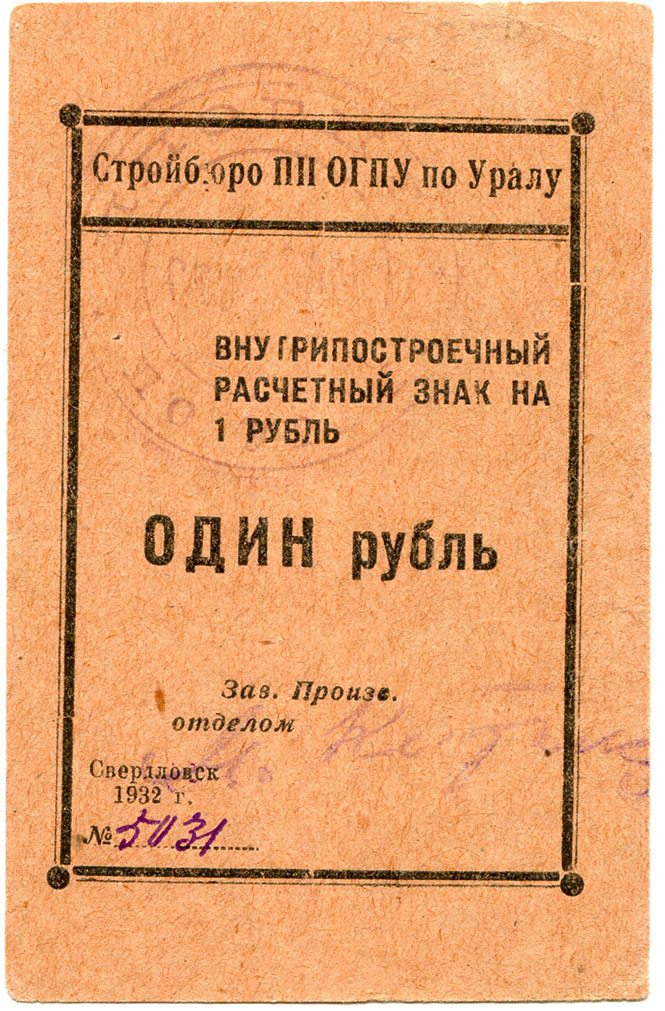 Стройбюро ПП ОГПУ по Уралу
ВНУТРИПОСТРОЕЧНЫЙ
РАСЧЕТНЫЙ ЗНАК НА
1 РУБЛЬ
ОДИН рубль
Зав. Произв.
отделом
Свердловск
1932 г.
№ 5031